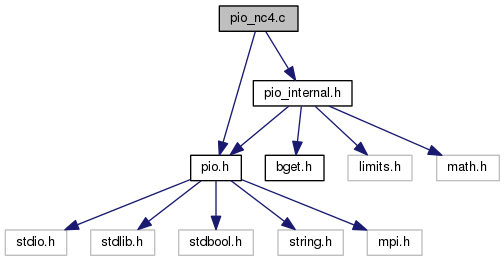 pio_nc4.c
pio_internal.h
pio.h
bget.h
limits.h
math.h
stdio.h
stdlib.h
stdbool.h
string.h
mpi.h